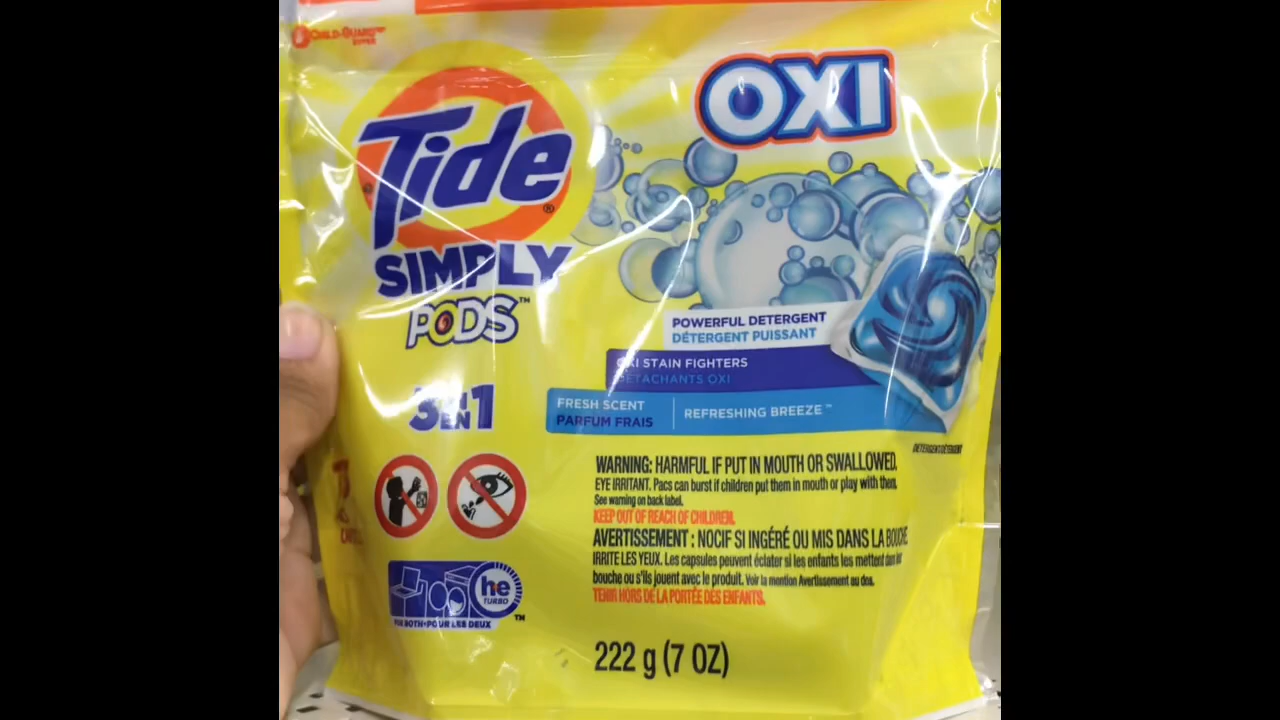 CHILD-GUARD™
ZIPPER
OXI
Tide®
SIMPLY
PODS™
POWERFUL DETERGENT
DÉTERGENT PUISSANT
OXI STAIN FIGHTERS
DÉTACHANTS OXI
3 IN
EN 1
FRESH SCENT
PARFUM FRAIS
REFRESHING BREEZE™
DETERGENT/DÉTERGENT
WARNING: HARMFUL IF PUT IN MOUTH OR SWALLOWED.
EYE IRRITANT. Pacs can burst if children put them in mouth or play with them.
See warning on back label.
KEEP OUT OF REACH OF CHILDREN.
AVERTISSEMENT : NOCIF SI INGÉRÉ OU MIS DANS LA BOUCHE.
IRRITE LES YEUX. Les capsules peuvent éclater si les enfants les mettent dans leur
bouche ou s'ils jouent avec le produit. Voir la mention Avertissement au dos.
TENIR HORS DE LA PORTÉE DES ENFANTS.
he
TURBO
FOR BOTH•POUR LES DEUX™
222 g (7 OZ)